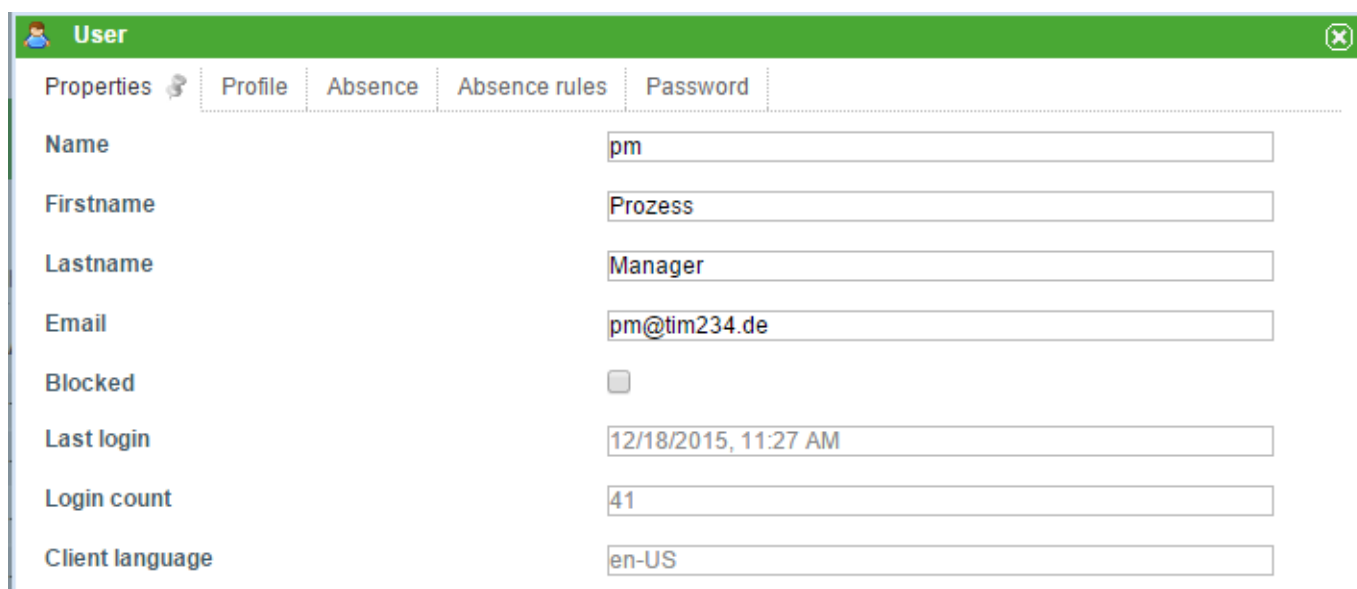 User
Properties Profile Absence Absence rules Password
Name pm
Firstname Prozess
Lastname Manager
Email pm@tim234.de
Blocked
Last login 12/18/2015, 11:27 AM
Login count 41
Client language en-US